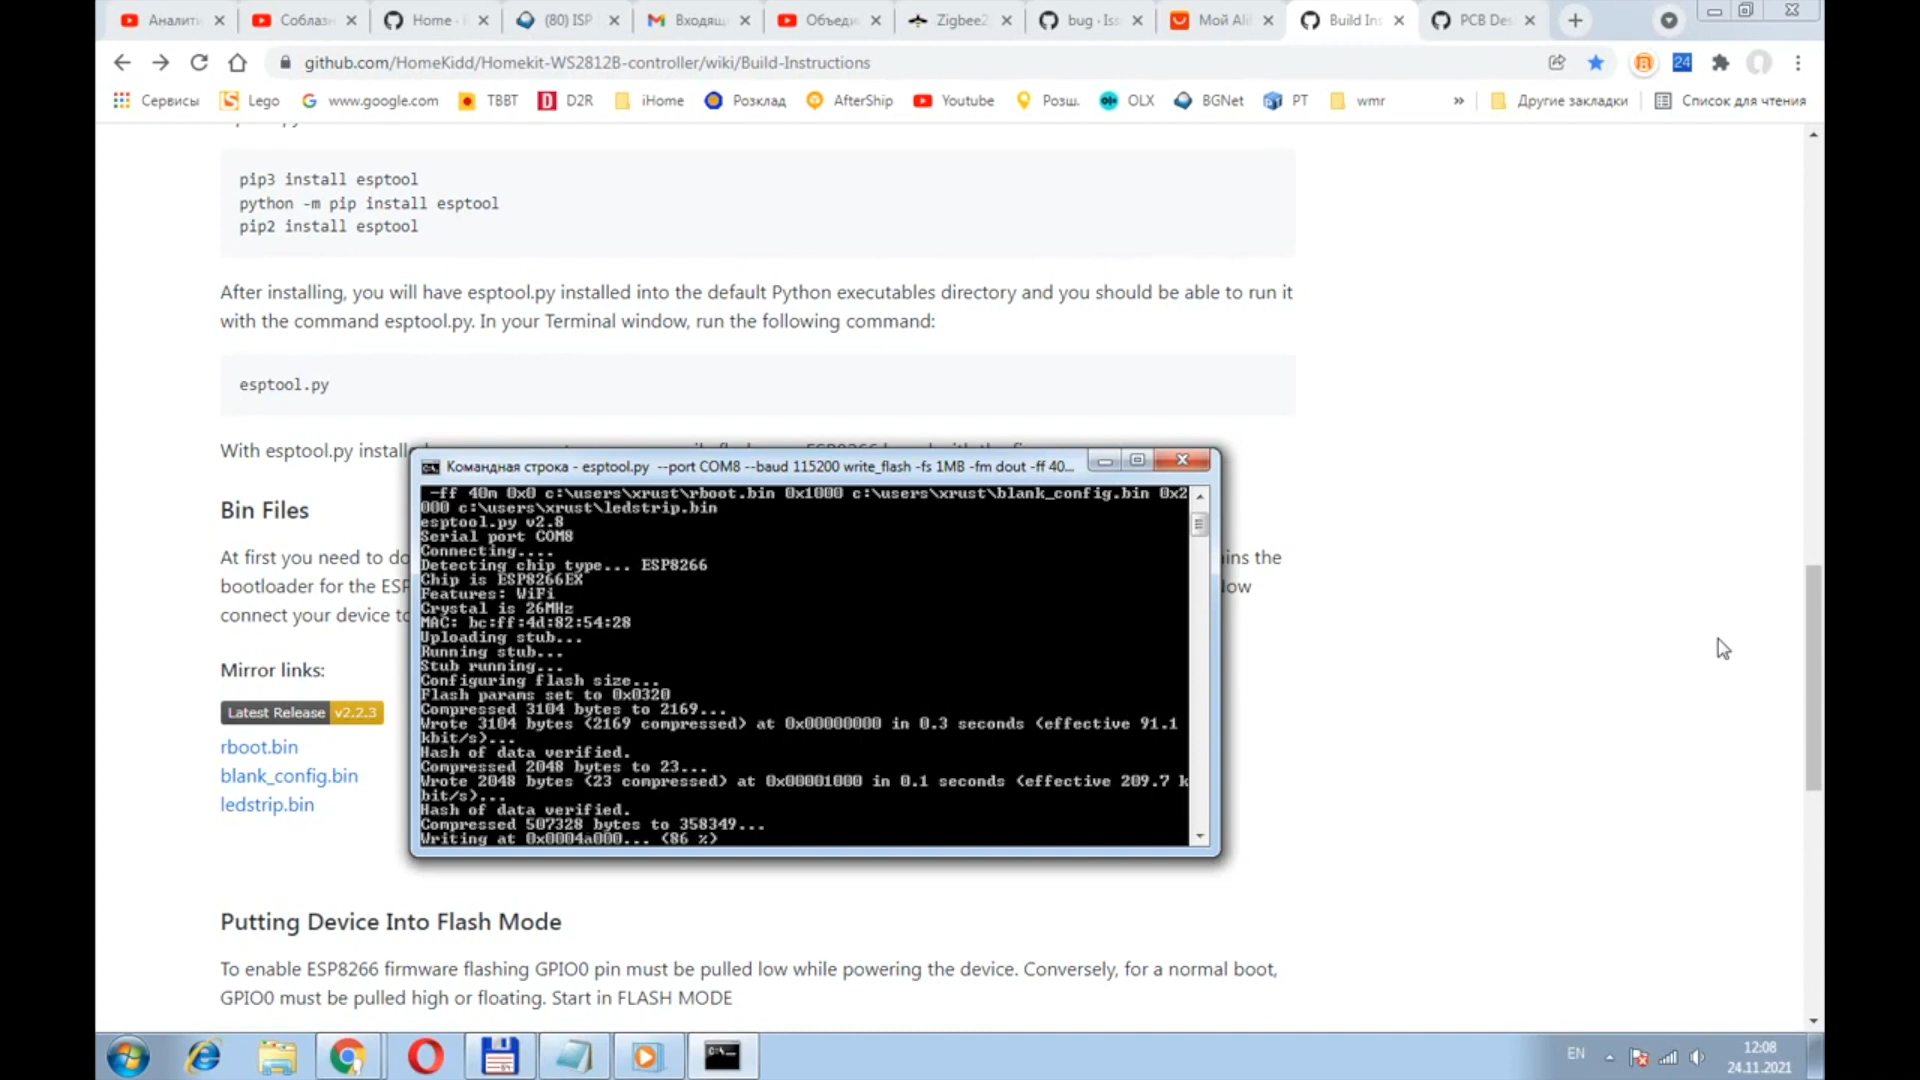 Аналити
Соблаз
Home ·
(80) ISP
Входящ
Объеди
Zigbee2
bug · Iss
Мой Ali
Build Ins
PCB Des
github.com/HomeKidd/Homekit-WS2812B-controller/wiki/Build-Instructions
24
Сервисы
Lego
www.google.com
TBBT
D2R
iHome
Розклад
AfterShip
Youtube
Розш.
OLX
BGNet
PT
wmr
»
Другие закладки
Список для чтения
pip3 install esptool
python -m pip install esptool
pip2 install esptool
After installing, you will have esptool.py installed into the default Python executables directory and you should be able to run it
with the command esptool.py. In your Terminal window, run the following command:
esptool.py
With esptool.py installe
Командная строка - esptool.py --port COM8 --baud 115200 write_flash -fs 1MB -fm dout -ff 40...
-ff 40m 0x0 c:\users\xrust\rboot.bin 0x1000 c:\users\xrust\blank_config.bin 0x2
000 c:\users\xrust\ledstrip.bin
esptool.py v2.8
Serial port COM8
Connecting....
Detecting chip type... ESP8266
Chip is ESP8266EX
Features: WiFi
Crystal is 26MHz
MAC: bc:ff:4d:82:54:28
Uploading stub...
Running stub...
Stub running...
Configuring flash size...
Flash params set to 0x0320
Compressed 3104 bytes to 2169...
Wrote 3104 bytes (2169 compressed) at 0x00000000 in 0.3 seconds (effective 91.1
kbit/s)...
Hash of data verified.
Compressed 2048 bytes to 23...
Wrote 2048 bytes (23 compressed) at 0x00001000 in 0.1 seconds (effective 209.7 k
bit/s)...
Hash of data verified.
Compressed 507328 bytes to 358349...
Writing at 0x0004a000... (86 %)
Bin Files
At first you need to do
ins the
bootloader for the ESP
low
connect your device to
Mirror links:
Latest Release v2.2.3
rboot.bin
blank_config.bin
ledstrip.bin
Putting Device Into Flash Mode
To enable ESP8266 firmware flashing GPIO0 pin must be pulled low while powering the device. Conversely, for a normal boot,
GPIO0 must be pulled high or floating. Start in FLASH MODE
EN
12:08
24.11.2021